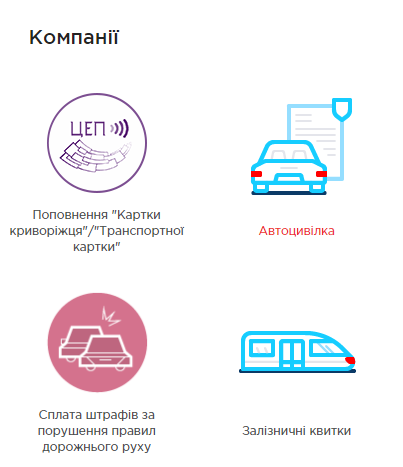 Компанії
ЦЕП
Поповнення "Картки
криворіжця"/"Транспортної
картки"
Автоцивілка
Сплата штрафів за
порушення правил
дорожнього руху
Залізничні квитки